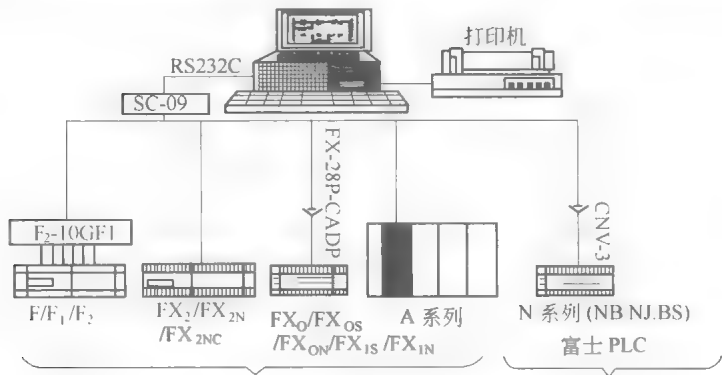 打印机
RS232C
SC-09
FX-28P-CADP
CNV-3
F₂-10GF1
F/F₁/F₂
FX₂/FX₂N
/FX₂NC
FX₀/FX₀S
/FX₀N/FX₁S /FX₁N
A 系列
N 系列 (NB NJ.BS)
富士 PLC